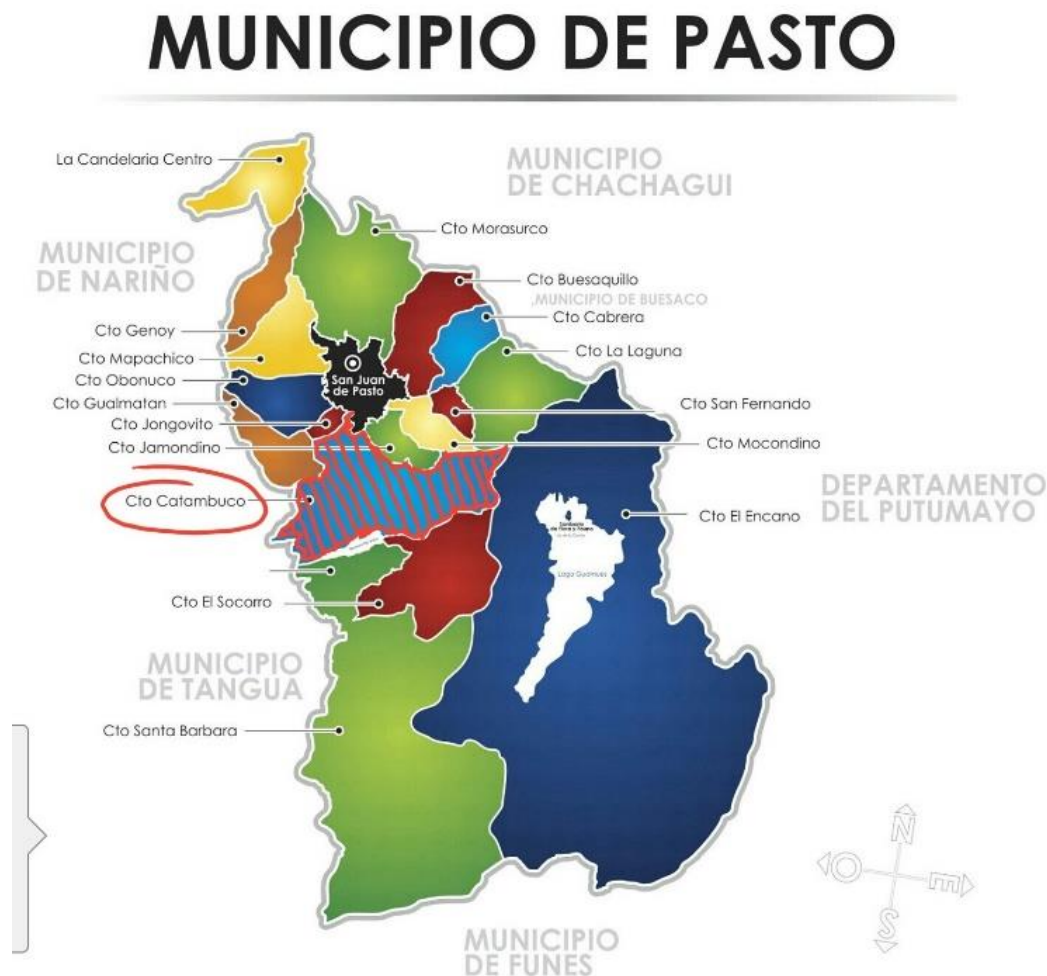 MUNICIPIO DE PASTO
La Candelaria Centro
MUNICIPIO
DE CHACHAGUI
Cto Morasurco
MUNICIPIO
DE NARIÑO
Cto Buesaquillo
,MUNICIPIO DE BUESACO
Cto Cabrera
Cto Genoy
Cto La Laguna
Cto Mapachico
San Juan
de Pasto
Cto Obonuco
Cto Gualmatan
Cto San Fernando
Cto Jongovito
Cto Jamondino
Cto Mocondino
Cto Catambuco
DEPARTAMENTO
DEL PUTUMAYO
Cto El Encano
Lago Guamuez
Cto El Socorro
MUNICIPIO
DE TANGUA
Cto Santa Barbara
N
O
E
S
MUNICIPIO
DE FUNES